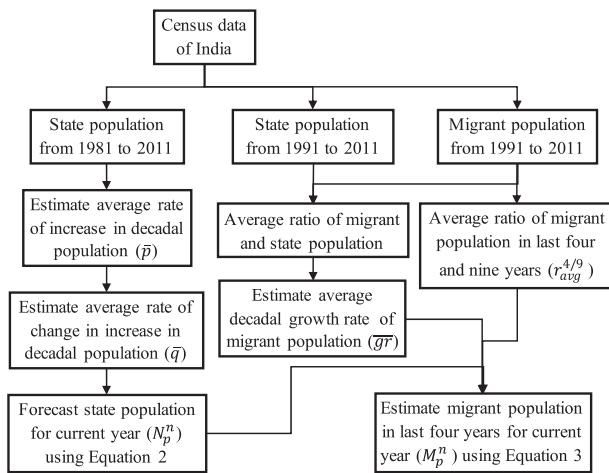 Census data
of India
State population
from 1981 to 2011
State population
from 1991 to 2011
Migrant population
from 1991 to 2011
Estimate average rate
of increase in decadal
population (p̄)
Average ratio of migrant
and state population
Average ratio of migrant
population in last four
and nine years (r_{avg}^{4/9})
Estimate average rate of
change in increase in
decadal population (q̄)
Estimate average
decadal growth rate of
migrant population (\overline{gr})
Forecast state population
for current year (N_p^n)
using Equation 2
Estimate migrant population
in last four years for current
year (M_p^n) using Equation 3